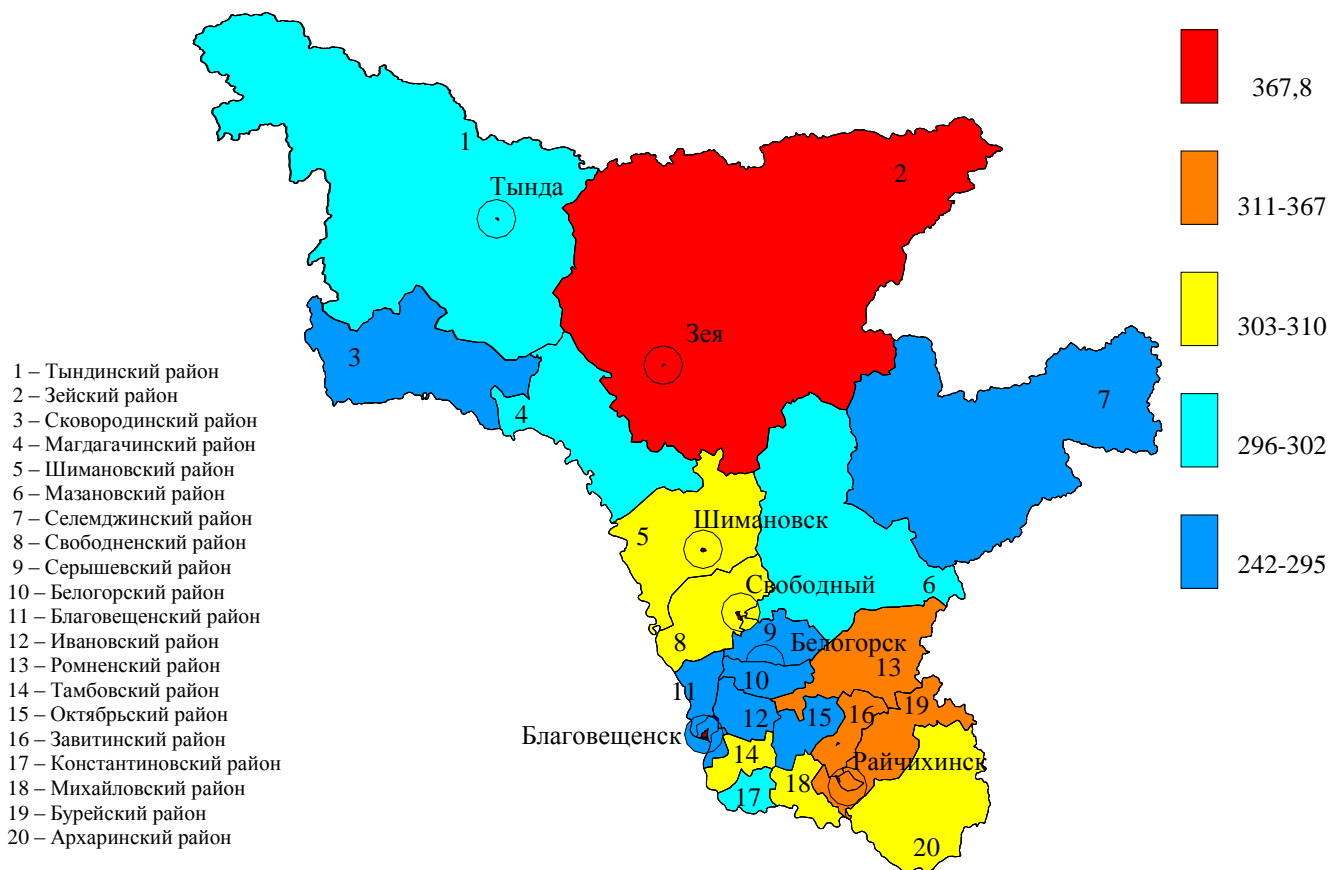 1
2
Тында
Зея
3
4
7
Шимановск
5
Свободный
6
8
9
Белогорск
13
10
11
19
12
15
16
Благовещенск
14
Райчихинск
18
17
20
367,8
311-367
303-310
296-302
242-295
1 – Тындинский район
2 – Зейский район
3 – Сковородинский район
4 – Магдагачинский район
5 – Шимановский район
6 – Мазановский район
7 – Селемджинский район
8 – Свободненский район
9 – Серышевский район
10 – Белогорский район
11 – Благовещенский район
12 – Ивановский район
13 – Ромненский район
14 – Тамбовский район
15 – Октябрьский район
16 – Завитинский район
17 – Константиновский район
18 – Михайловский район
19 – Бурейский район
20 – Архаринский район